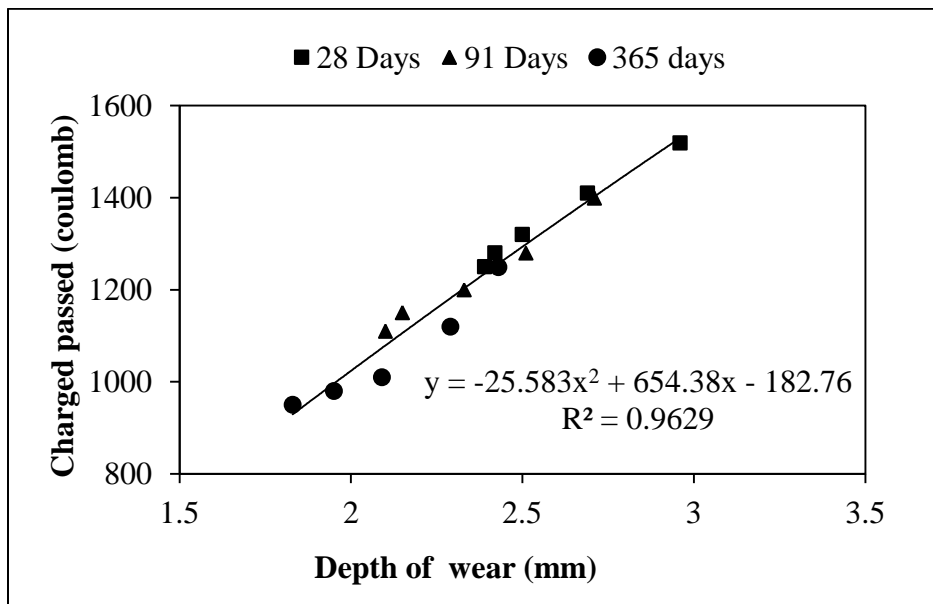 ■ 28 Days ▲ 91 Days ● 365 days
Charged passed (coulomb)
1600
1400
1200
1000
800
y = -25.583x² + 654.38x - 182.76
R² = 0.9629
1.5 2 2.5 3 3.5
Depth of wear (mm)